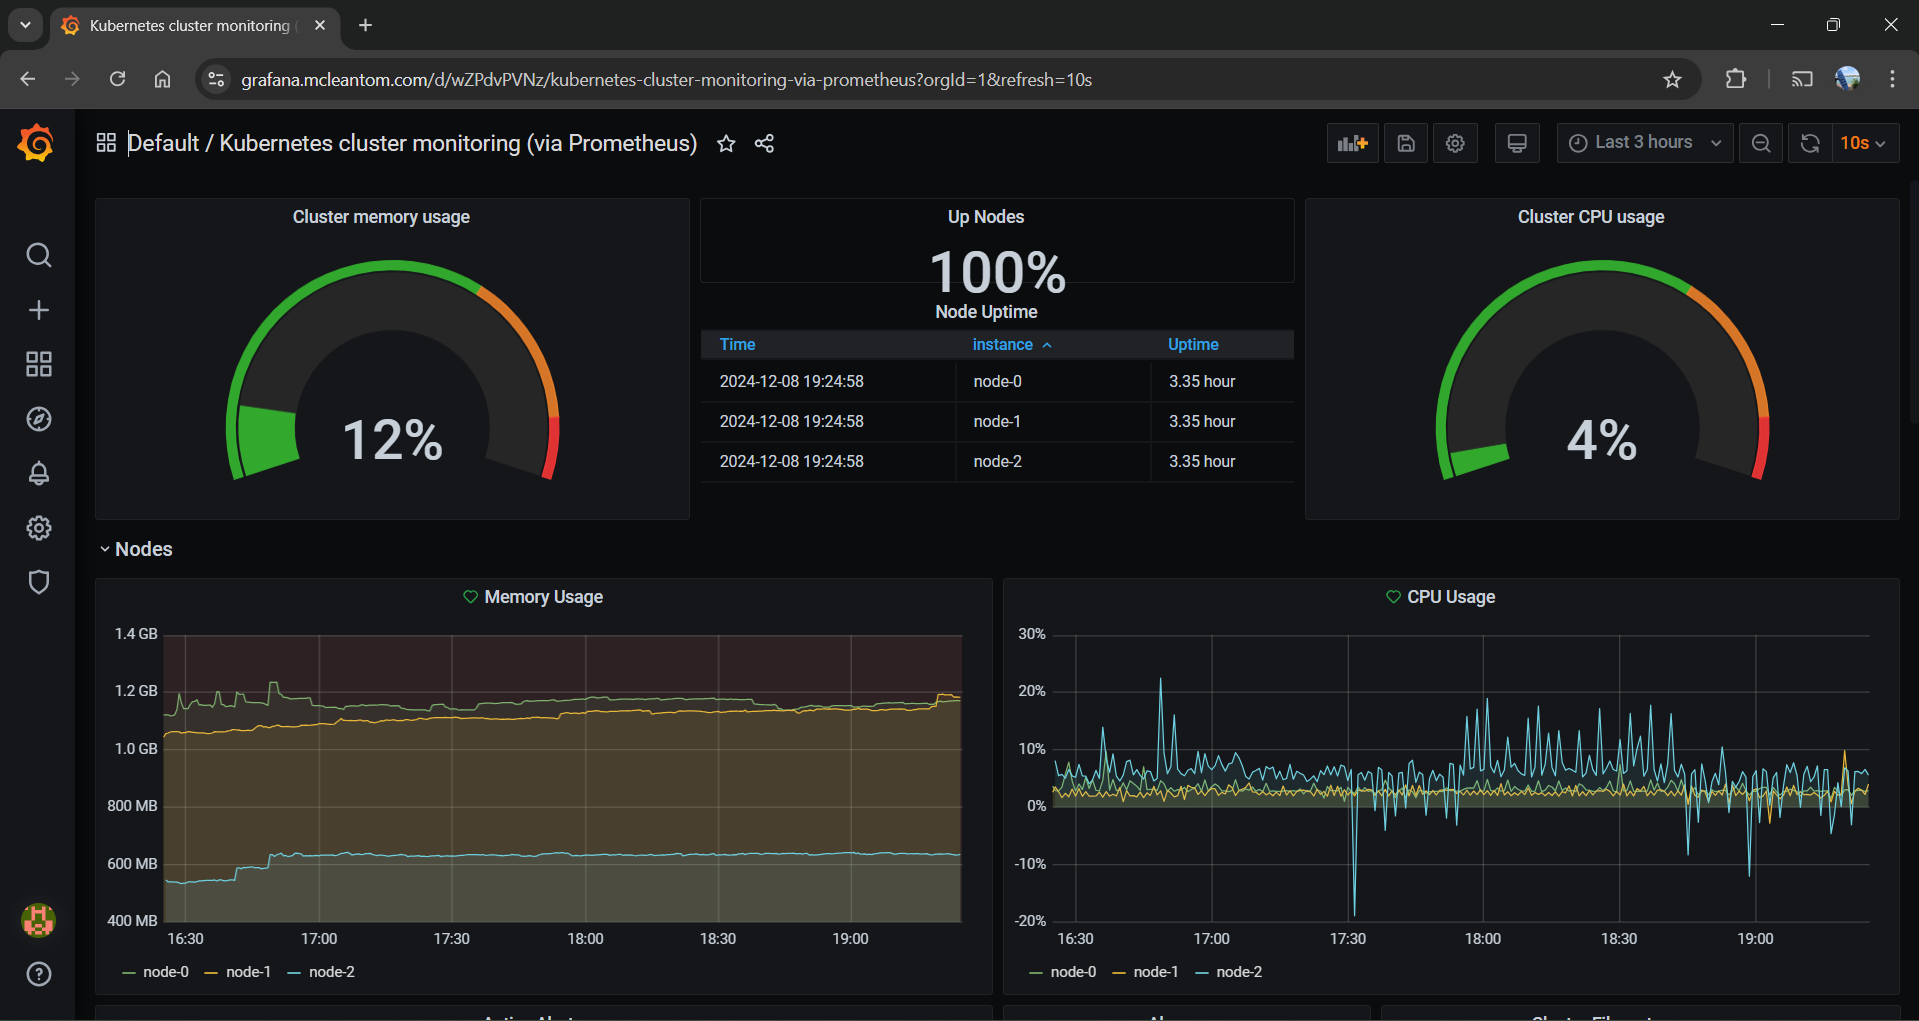 Kubernetes cluster monitoring (
grafana.mcleantom.com/d/wZPdvPVNz/kubernetes-cluster-monitoring-via-prometheus?orgId=1&refresh=10s
Default / Kubernetes cluster monitoring (via Prometheus)
Last 3 hours
10s
Cluster memory usage
12%
Up Nodes
100%
Node Uptime
Time instance Uptime
2024-12-08 19:24:58 node-0 3.35 hour
2024-12-08 19:24:58 node-1 3.35 hour
2024-12-08 19:24:58 node-2 3.35 hour
Cluster CPU usage
4%
Nodes
Memory Usage
1.4 GB
1.2 GB
1.0 GB
800 MB
600 MB
400 MB
16:30 17:00 17:30 18:00 18:30 19:00
node-0 node-1 node-2
CPU Usage
30%
20%
10%
0%
-10%
-20%
16:30 17:00 17:30 18:00 18:30 19:00
node-0 node-1 node-2